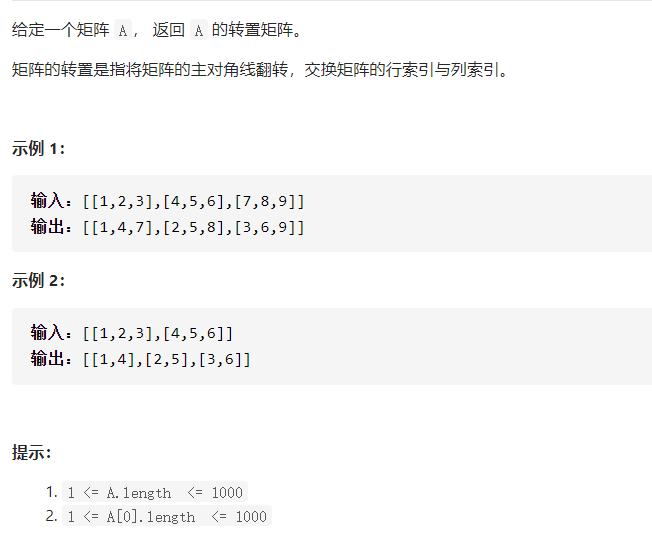 给定一个矩阵 A， 返回 A 的转置矩阵。
矩阵的转置是指将矩阵的主对角线翻转，交换矩阵的行索引与列索引。
示例 1：
输入：[[1,2,3],[4,5,6],[7,8,9]]
输出：[[1,4,7],[2,5,8],[3,6,9]]
示例 2：
输入：[[1,2,3],[4,5,6]]
输出：[[1,4],[2,5],[3,6]]
提示：
1. 1 <= A.length <= 1000
2. 1 <= A[0].length <= 1000